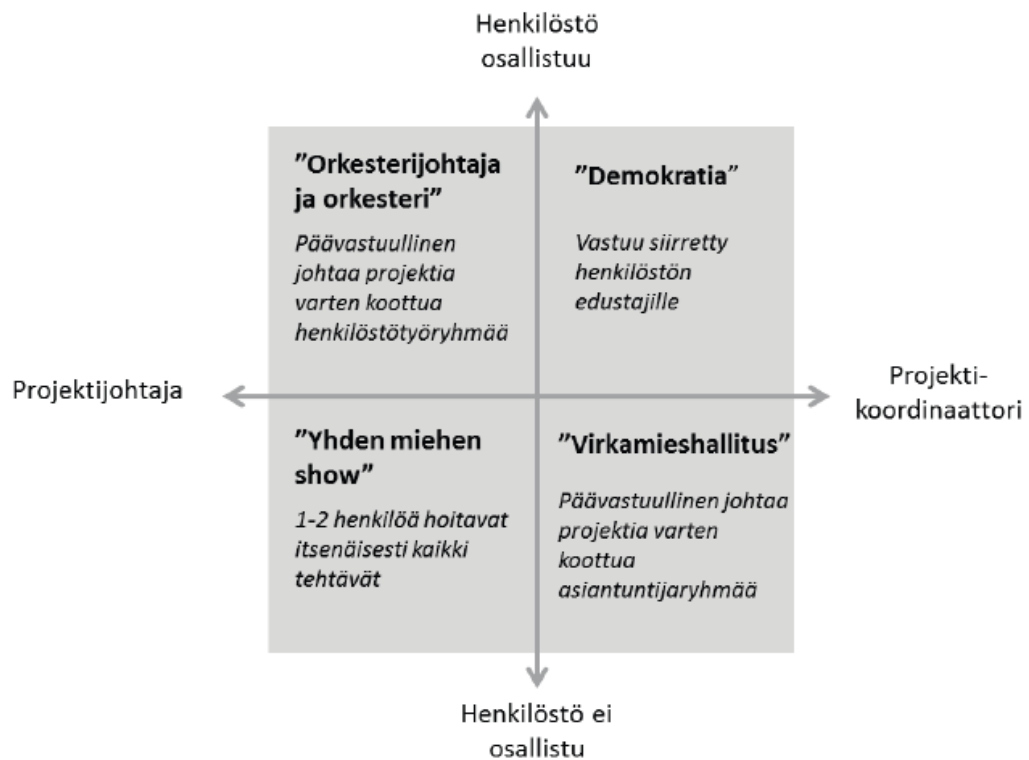 Henkilöstö
osallistuu
”Orkesterijohtaja
ja orkesteri”
Päävastuullinen
johtaa projektia
varten koottua
henkilöstötyöryhmää
”Demokratia”
Vastuu siirretty
henkilöstön
edustajille
Projektijohtaja
Projekti-
koordinaattori
”Yhden miehen
show”
1-2 henkilöä hoitavat
itsenäisesti kaikki
tehtävät
”Virkamieshallitus”
Päävastuullinen johtaa
projektia varten
koottua
asiantuntijaryhmää
Henkilöstö ei
osallistu